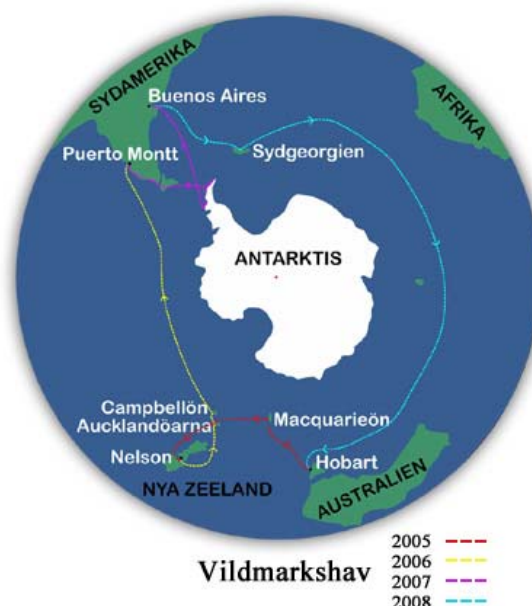 SYDAMERIKA
AFRIKA
Buenos Aires
Puerto Montt
Sydgeorgien
ANTARKTIS
Campbellön
Aucklandöarna
Macquarieön
Nelson
Hobart
NYA ZEELAND
AUSTRALIEN
Vildmarkshav
2005
2006
2007
2008